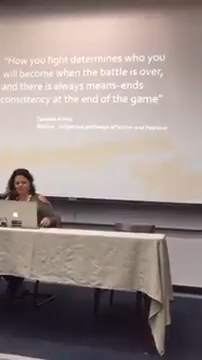 "How you fight determines who you
will become when the battle is over,
and there is always means-ends
consistency at the end of the game"